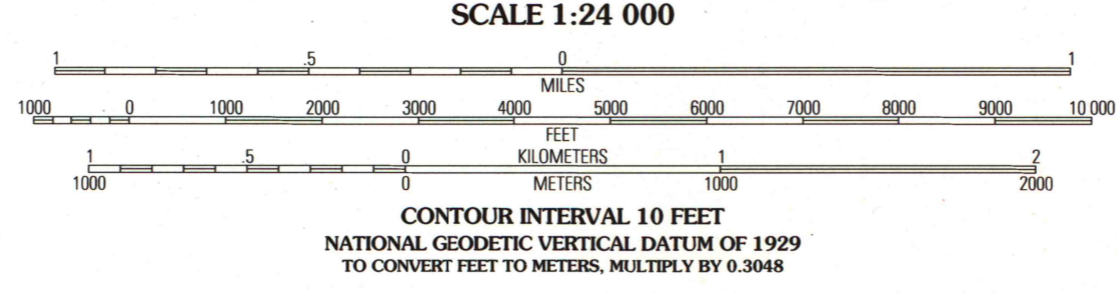 SCALE 1:24 000
1 .5 0 1
MILES
1000 0 1000 2000 3000 4000 5000 6000 7000 8000 9000 10 000
FEET
1 .5 0 KILOMETERS 1 2
1000 0 METERS 1000 2000
CONTOUR INTERVAL 10 FEET
NATIONAL GEODETIC VERTICAL DATUM OF 1929
TO CONVERT FEET TO METERS, MULTIPLY BY 0.3048